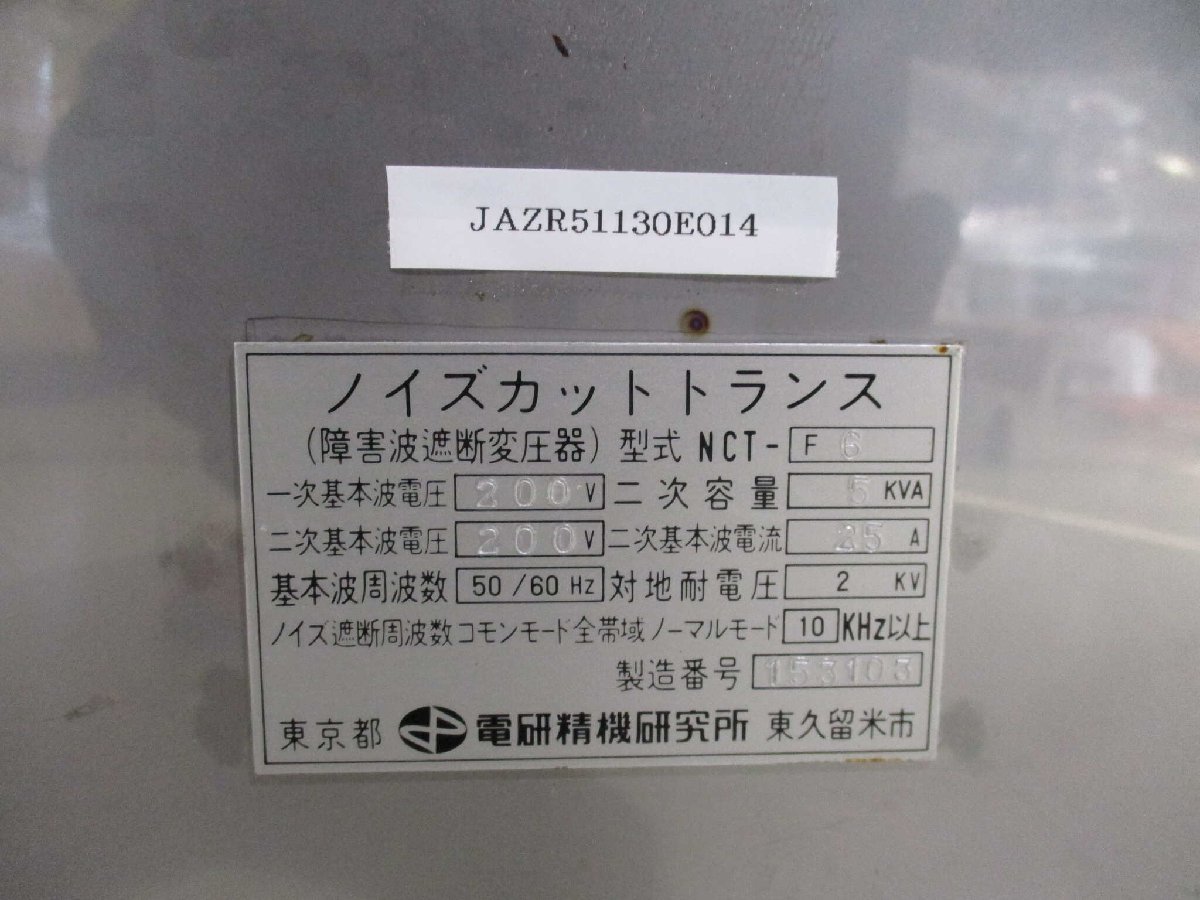 JAZR51130E014
ノイズカットトランス
(障害波遮断変圧器) 型式 NCT- F 6
一次基本波電圧 200 V 二次容量 5 KVA
二次基本波電圧 200 V 二次基本波電流 25 A
基本波周波数 50/60 Hz 対地耐電圧 2 KV
ノイズ遮断周波数 コモンモード全帯域 ノーマルモード 10 KHz以上
製造番号 153103
東京都 電研精機研究所 東久留米市